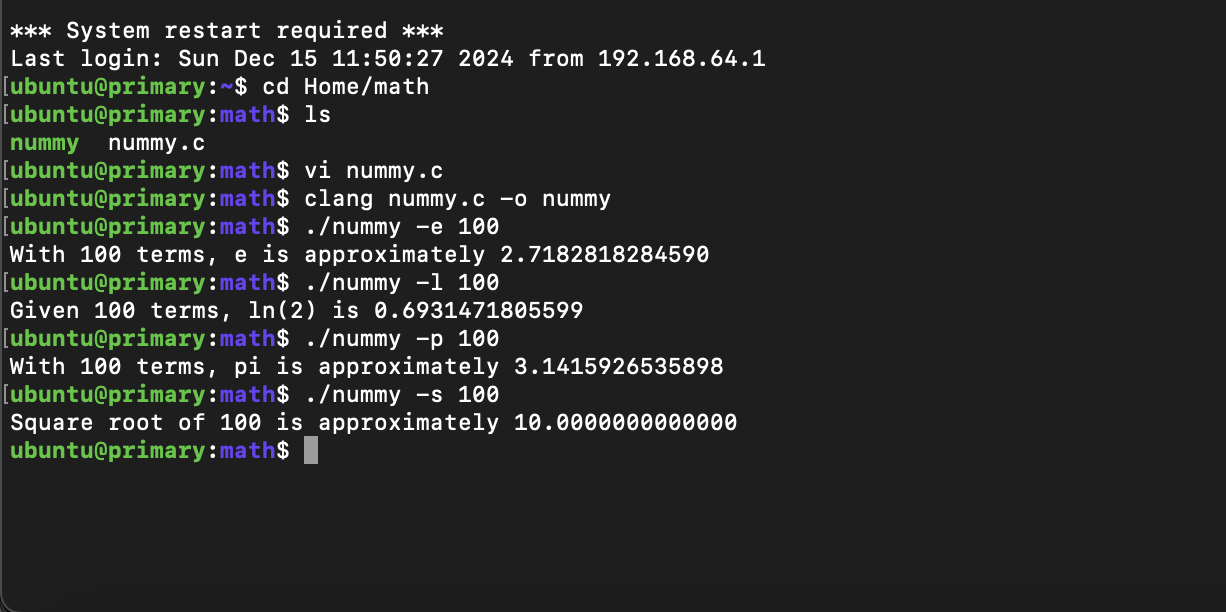 *** System restart required ***
Last login: Sun Dec 15 11:50:27 2024 from 192.168.64.1
[ubuntu@primary:~$ cd Home/math
[ubuntu@primary:math$ ls
nummy  nummy.c
[ubuntu@primary:math$ vi nummy.c
[ubuntu@primary:math$ clang nummy.c -o nummy
[ubuntu@primary:math$ ./nummy -e 100
With 100 terms, e is approximately 2.7182818284590
[ubuntu@primary:math$ ./nummy -l 100
Given 100 terms, ln(2) is 0.6931471805599
[ubuntu@primary:math$ ./nummy -p 100
With 100 terms, pi is approximately 3.1415926535898
[ubuntu@primary:math$ ./nummy -s 100
Square root of 100 is approximately 10.0000000000000
ubuntu@primary:math$